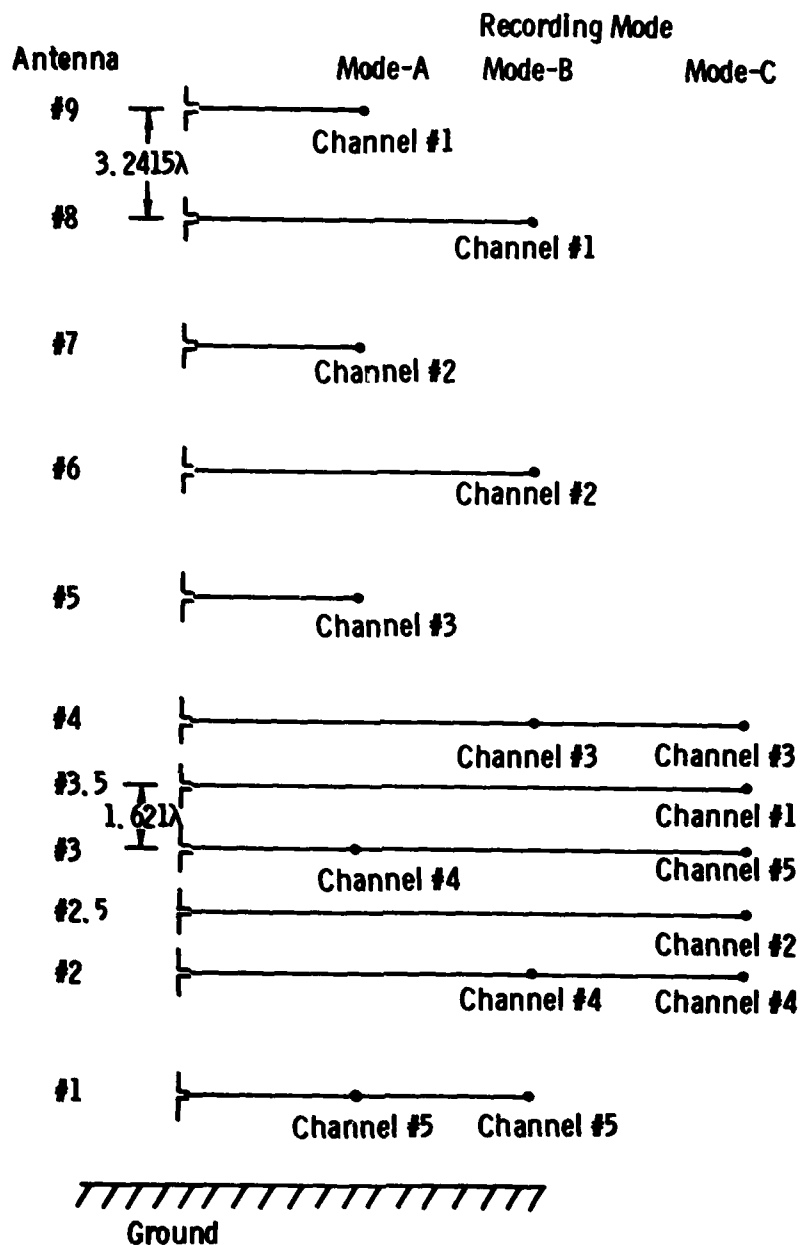 Recording Mode
Antenna Mode-A Mode-B Mode-C
#9
Channel #1
3.2415λ
#8
Channel #1
#7
Channel #2
#6
Channel #2
#5
Channel #3
#4
Channel #3 Channel #3
#3.5
Channel #1
1.621λ
#3
Channel #4 Channel #5
#2.5
Channel #2
#2
Channel #4 Channel #4
#1
Channel #5 Channel #5
Ground